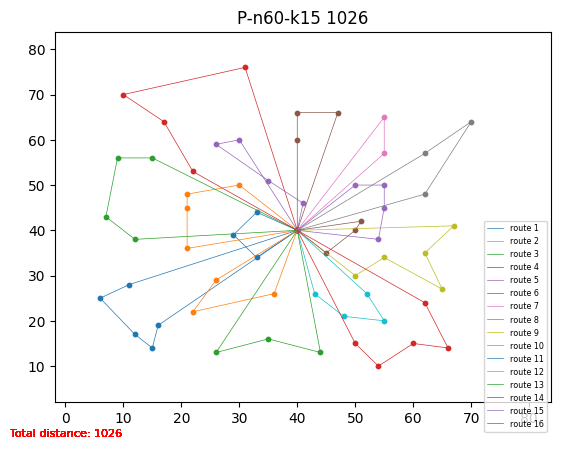 P-n60-k15 1026
80
70
60
50
40
30
20
10
0 10 20 30 40 50 60 70 80
route 1
route 2
route 3
route 4
route 5
route 6
route 7
route 8
route 9
route 10
route 11
route 12
route 13
route 14
route 15
route 16
Total distance: 1026